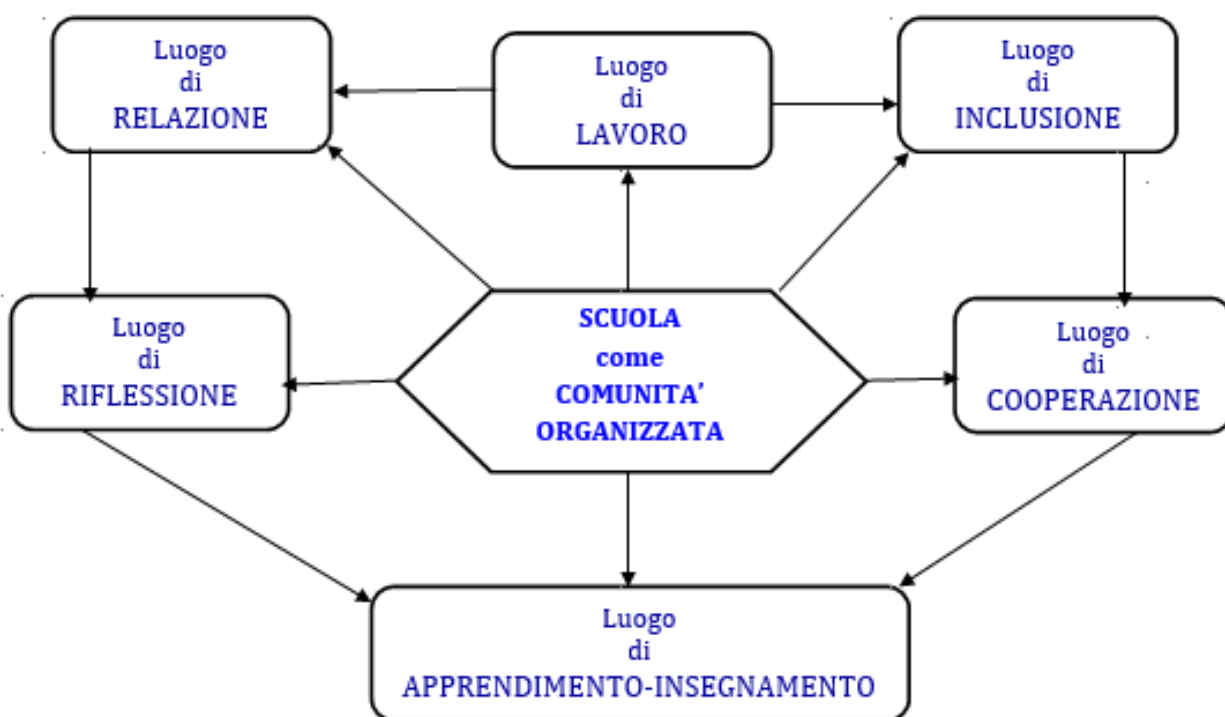 Luogo
di
RELAZIONE
Luogo
di
LAVORO
Luogo
di
INCLUSIONE
Luogo
di
RIFLESSIONE
SCUOLA
come
COMUNITA’
ORGANIZZATA
Luogo
di
COOPERAZIONE
Luogo
di
APPRENDIMENTO-INSEGNAMENTO